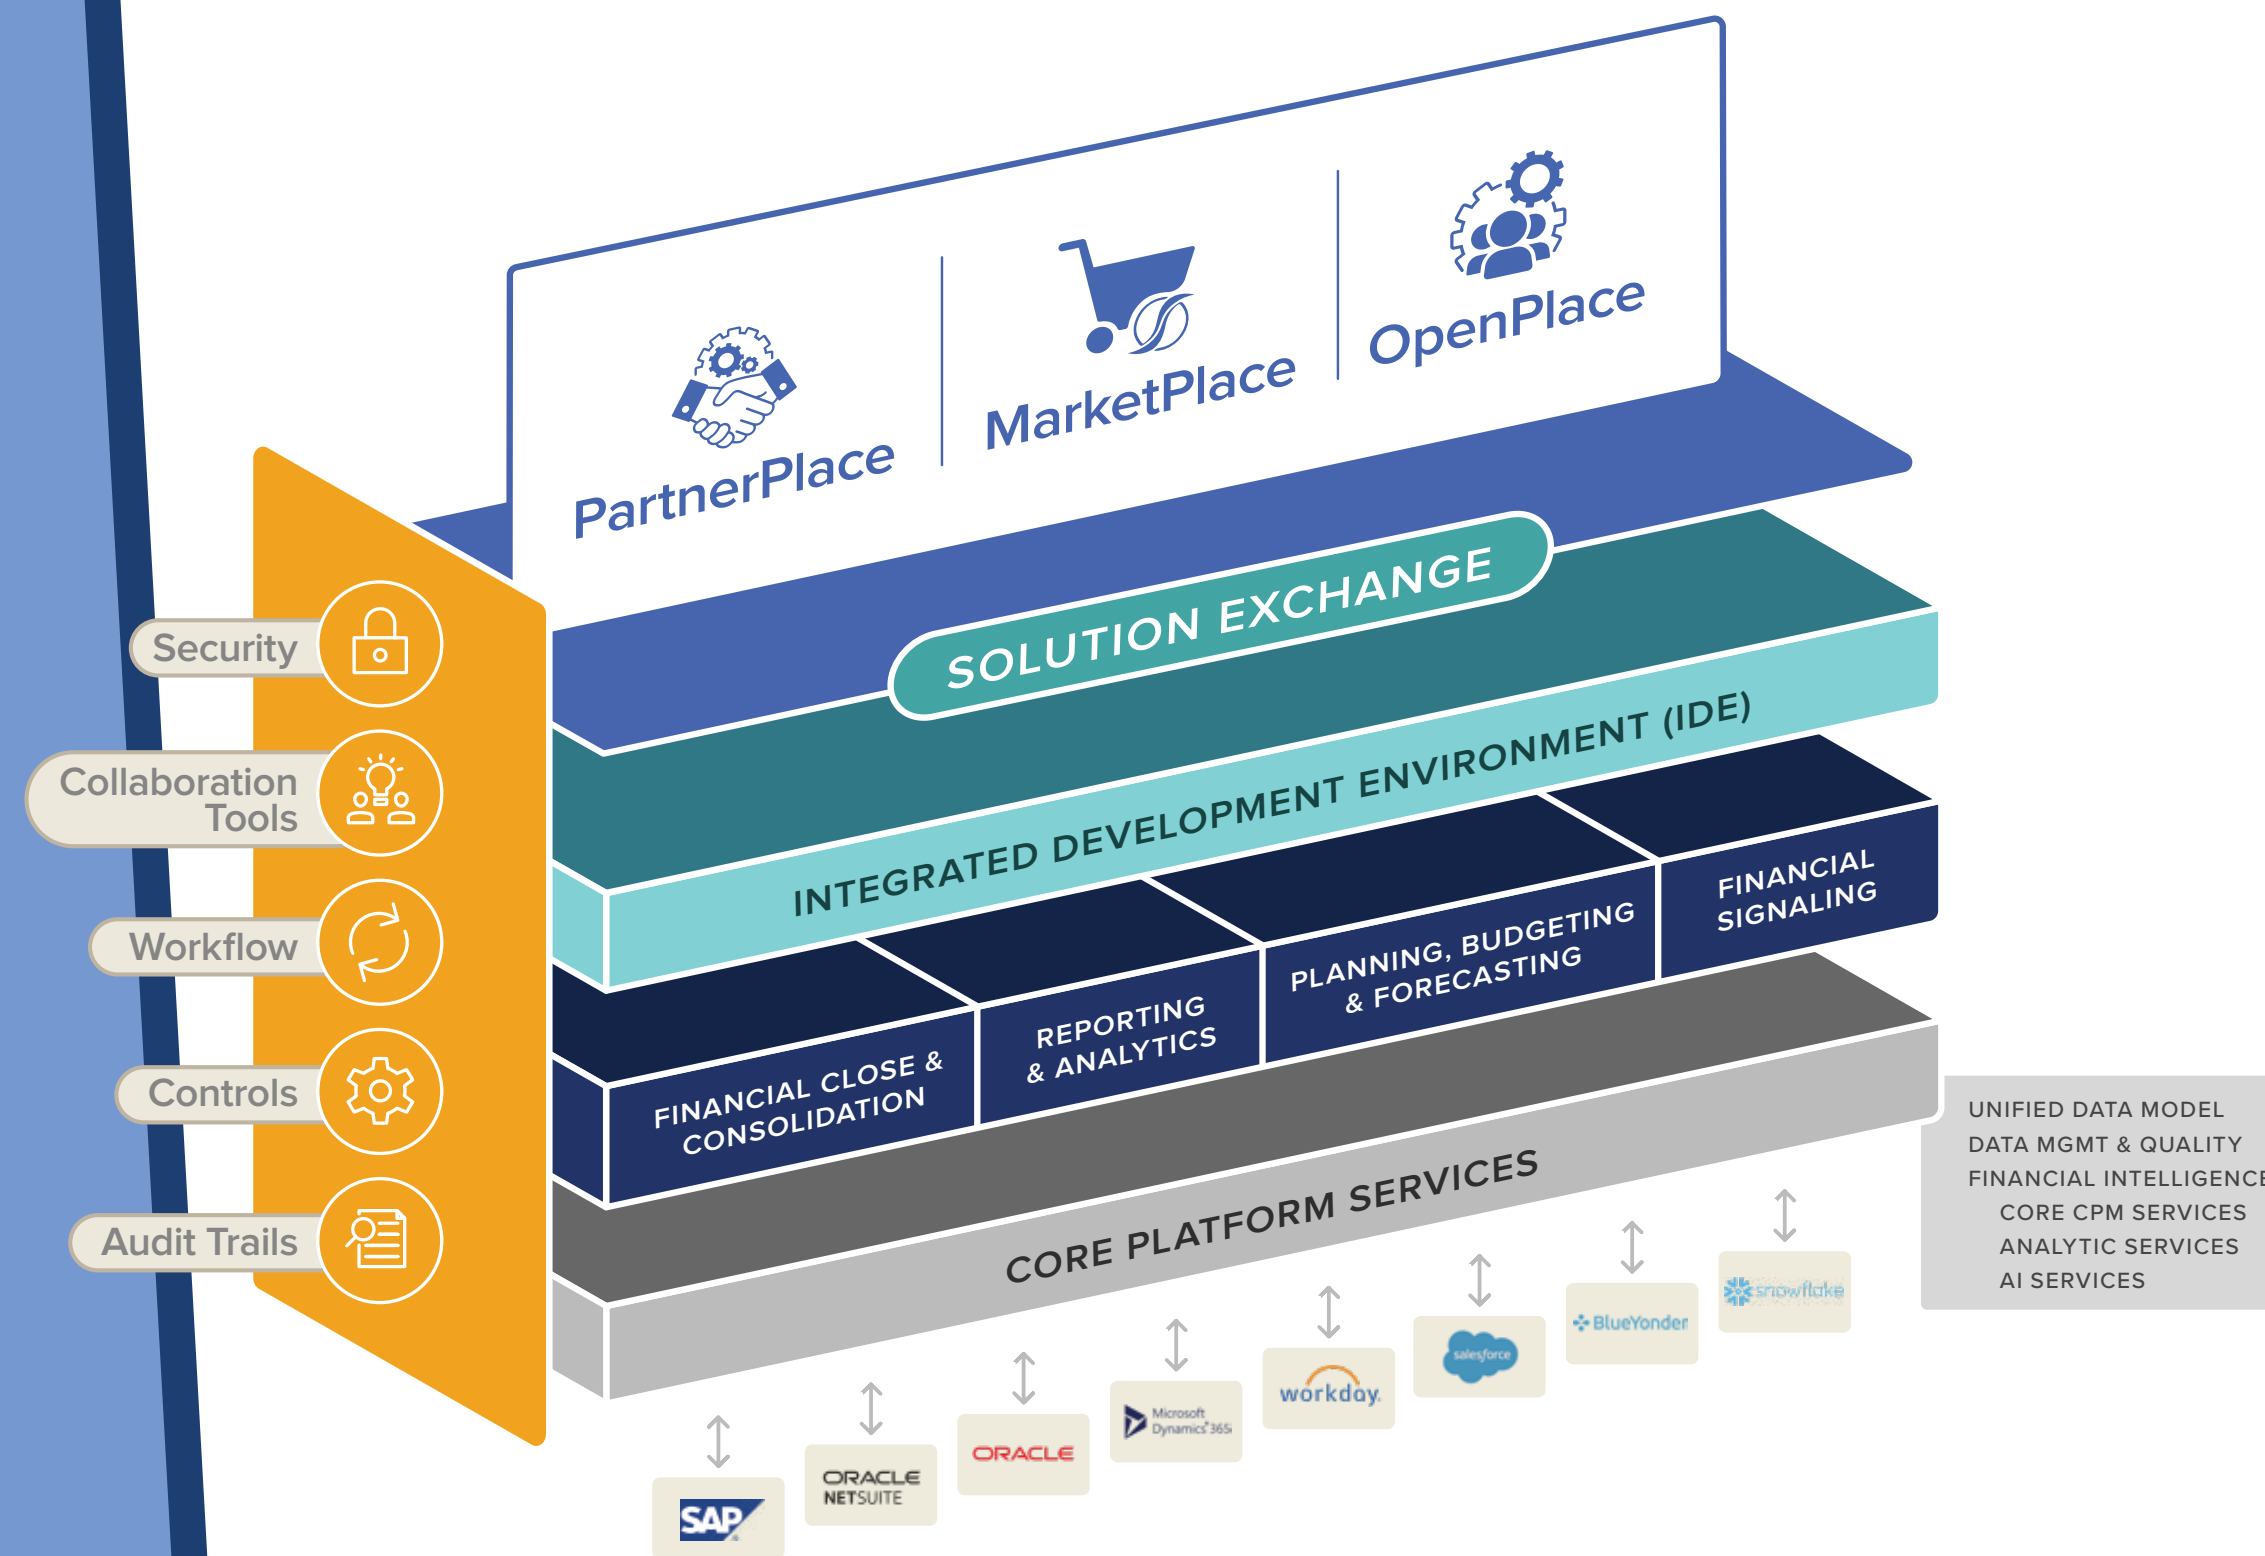 PartnerPlace
MarketPlace
OpenPlace
SOLUTION EXCHANGE
INTEGRATED DEVELOPMENT ENVIRONMENT (IDE)
FINANCIAL CLOSE &
CONSOLIDATION
REPORTING
& ANALYTICS
PLANNING, BUDGETING
& FORECASTING
FINANCIAL
SIGNALING
CORE PLATFORM SERVICES
Security
Collaboration
Tools
Workflow
Controls
Audit Trails
UNIFIED DATA MODEL
DATA MGMT & QUALITY
FINANCIAL INTELLIGENCE
CORE CPM SERVICES
ANALYTIC SERVICES
AI SERVICES
SAP
ORACLE
NETSUITE
ORACLE
Microsoft
Dynamics 365
workday.
salesforce
BlueYonder
snowflake